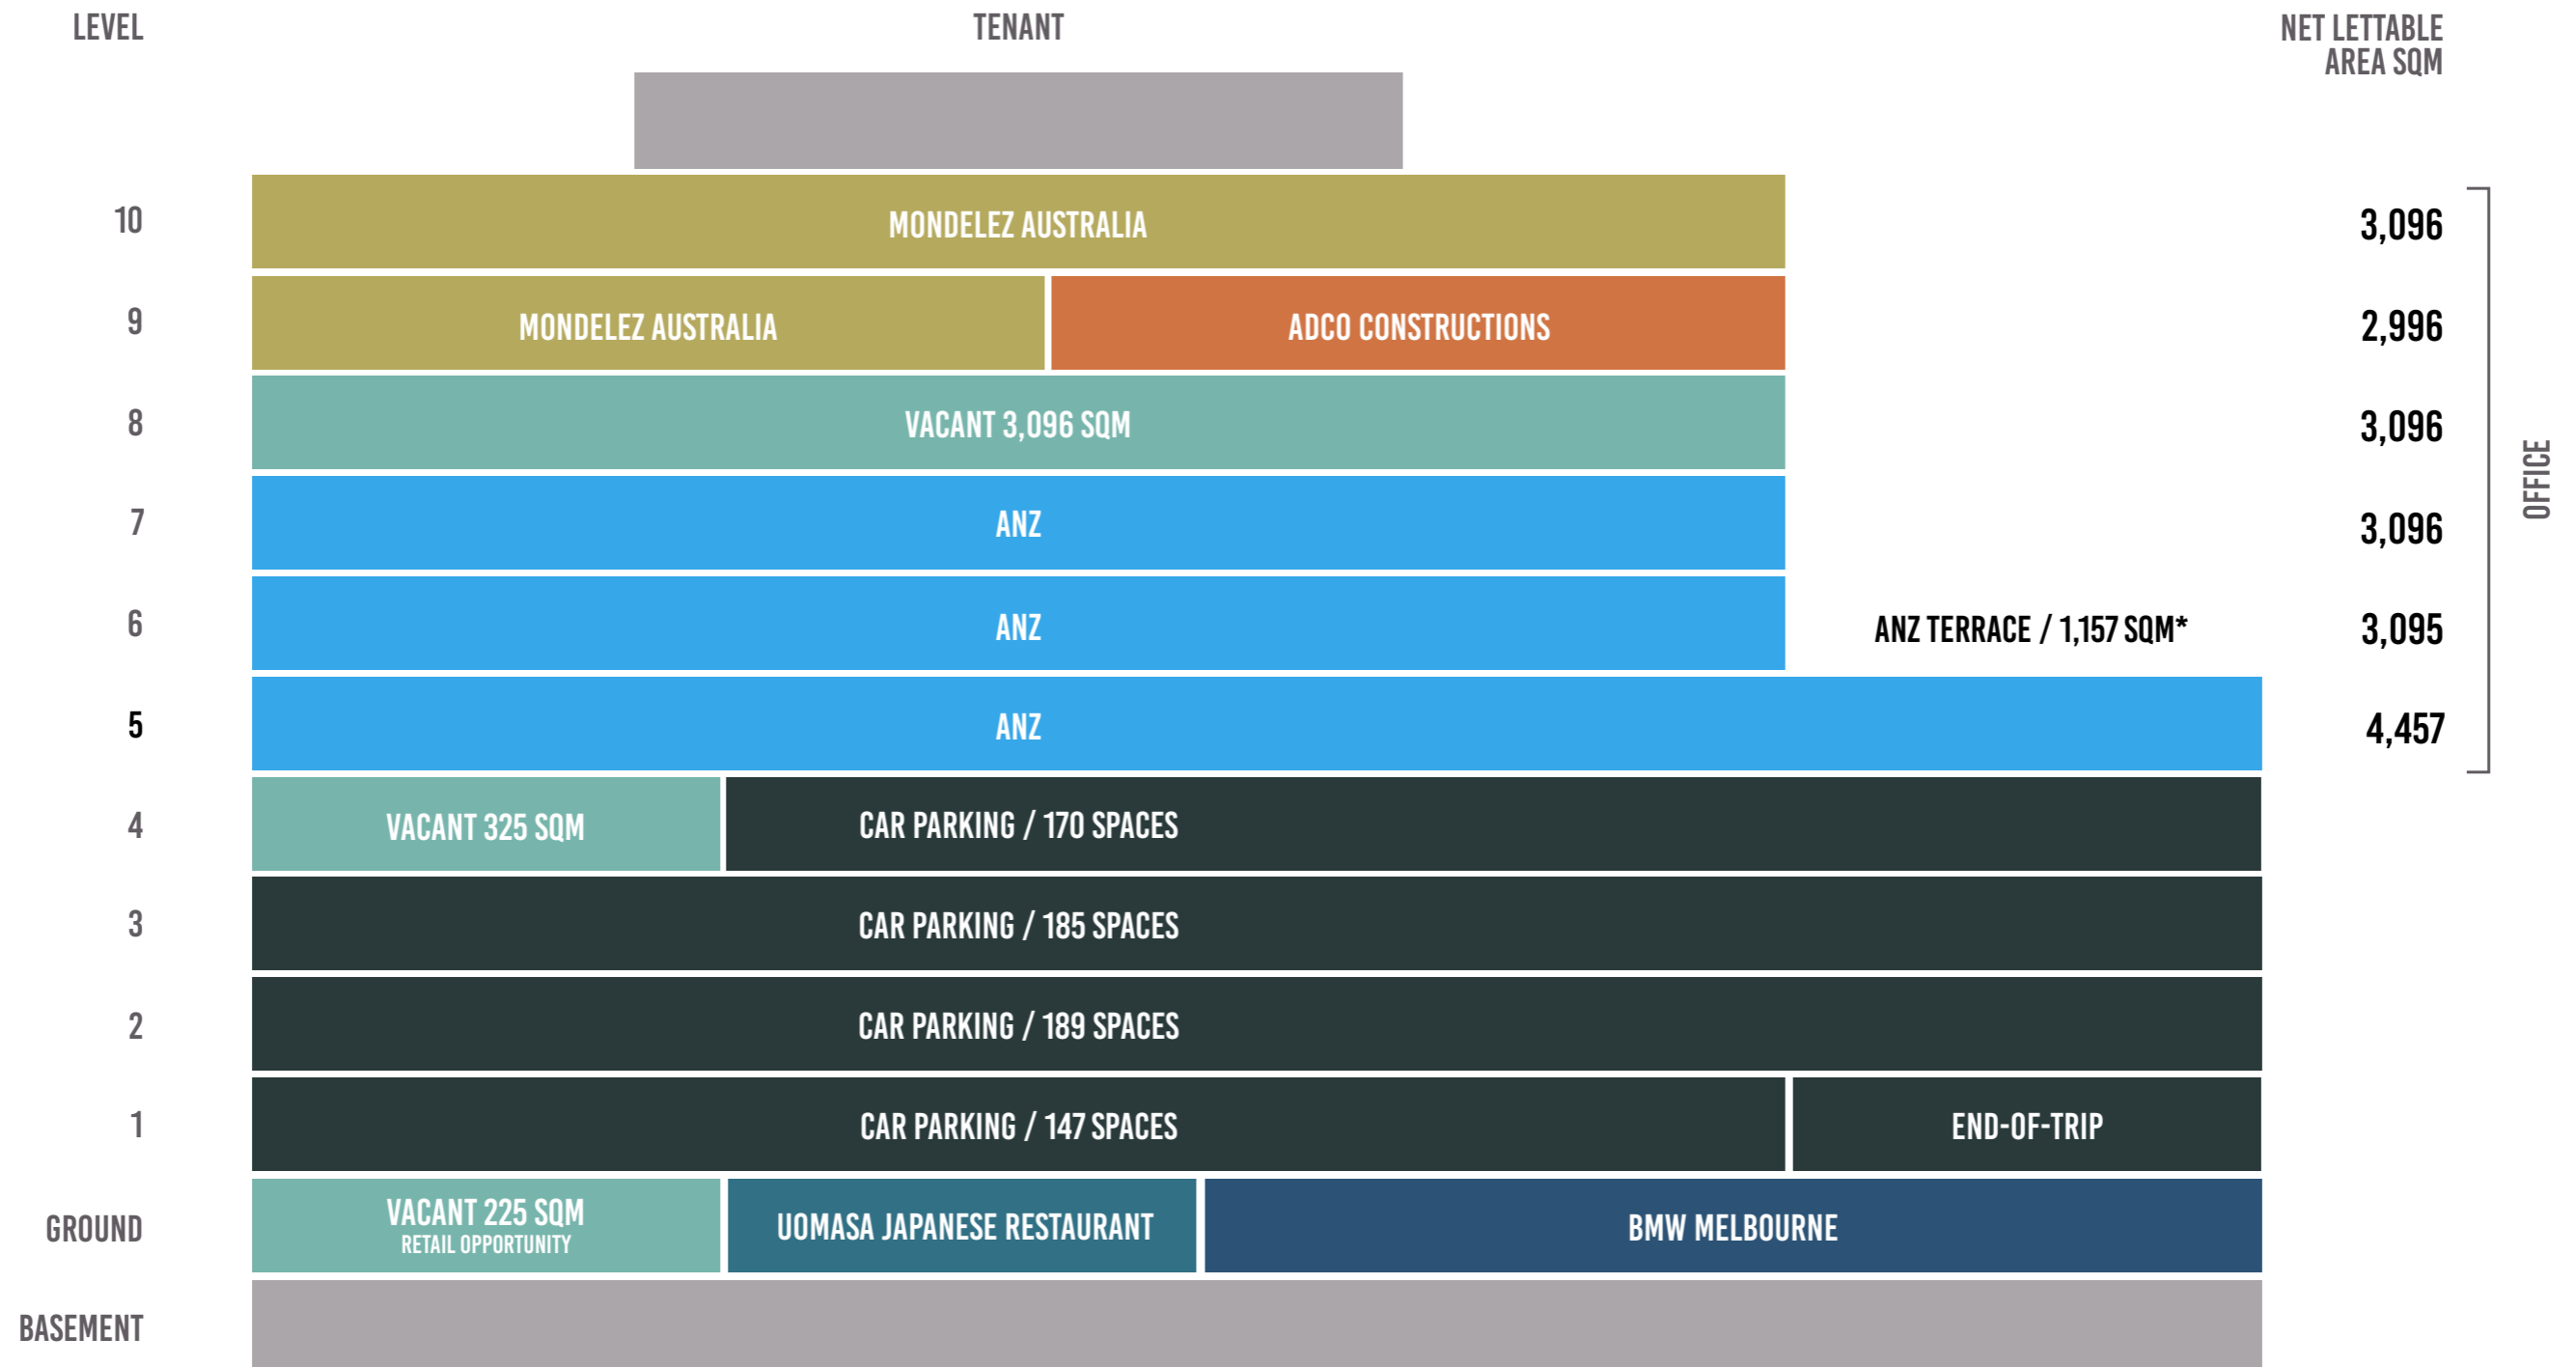 LEVEL
TENANT
NET LETTABLE
AREA SQM
10
MONDELEZ AUSTRALIA
3,096
9
MONDELEZ AUSTRALIA
ADCO CONSTRUCTIONS
2,996
8
VACANT 3,096 SQM
3,096
7
ANZ
3,096
6
ANZ
ANZ TERRACE / 1,157 SQM*
3,095
5
ANZ
4,457
OFFICE
4
VACANT 325 SQM
CAR PARKING / 170 SPACES
3
CAR PARKING / 185 SPACES
2
CAR PARKING / 189 SPACES
1
CAR PARKING / 147 SPACES
END-OF-TRIP
GROUND
VACANT 225 SQM
RETAIL OPPORTUNITY
UOMASA JAPANESE RESTAURANT
BMW MELBOURNE
BASEMENT